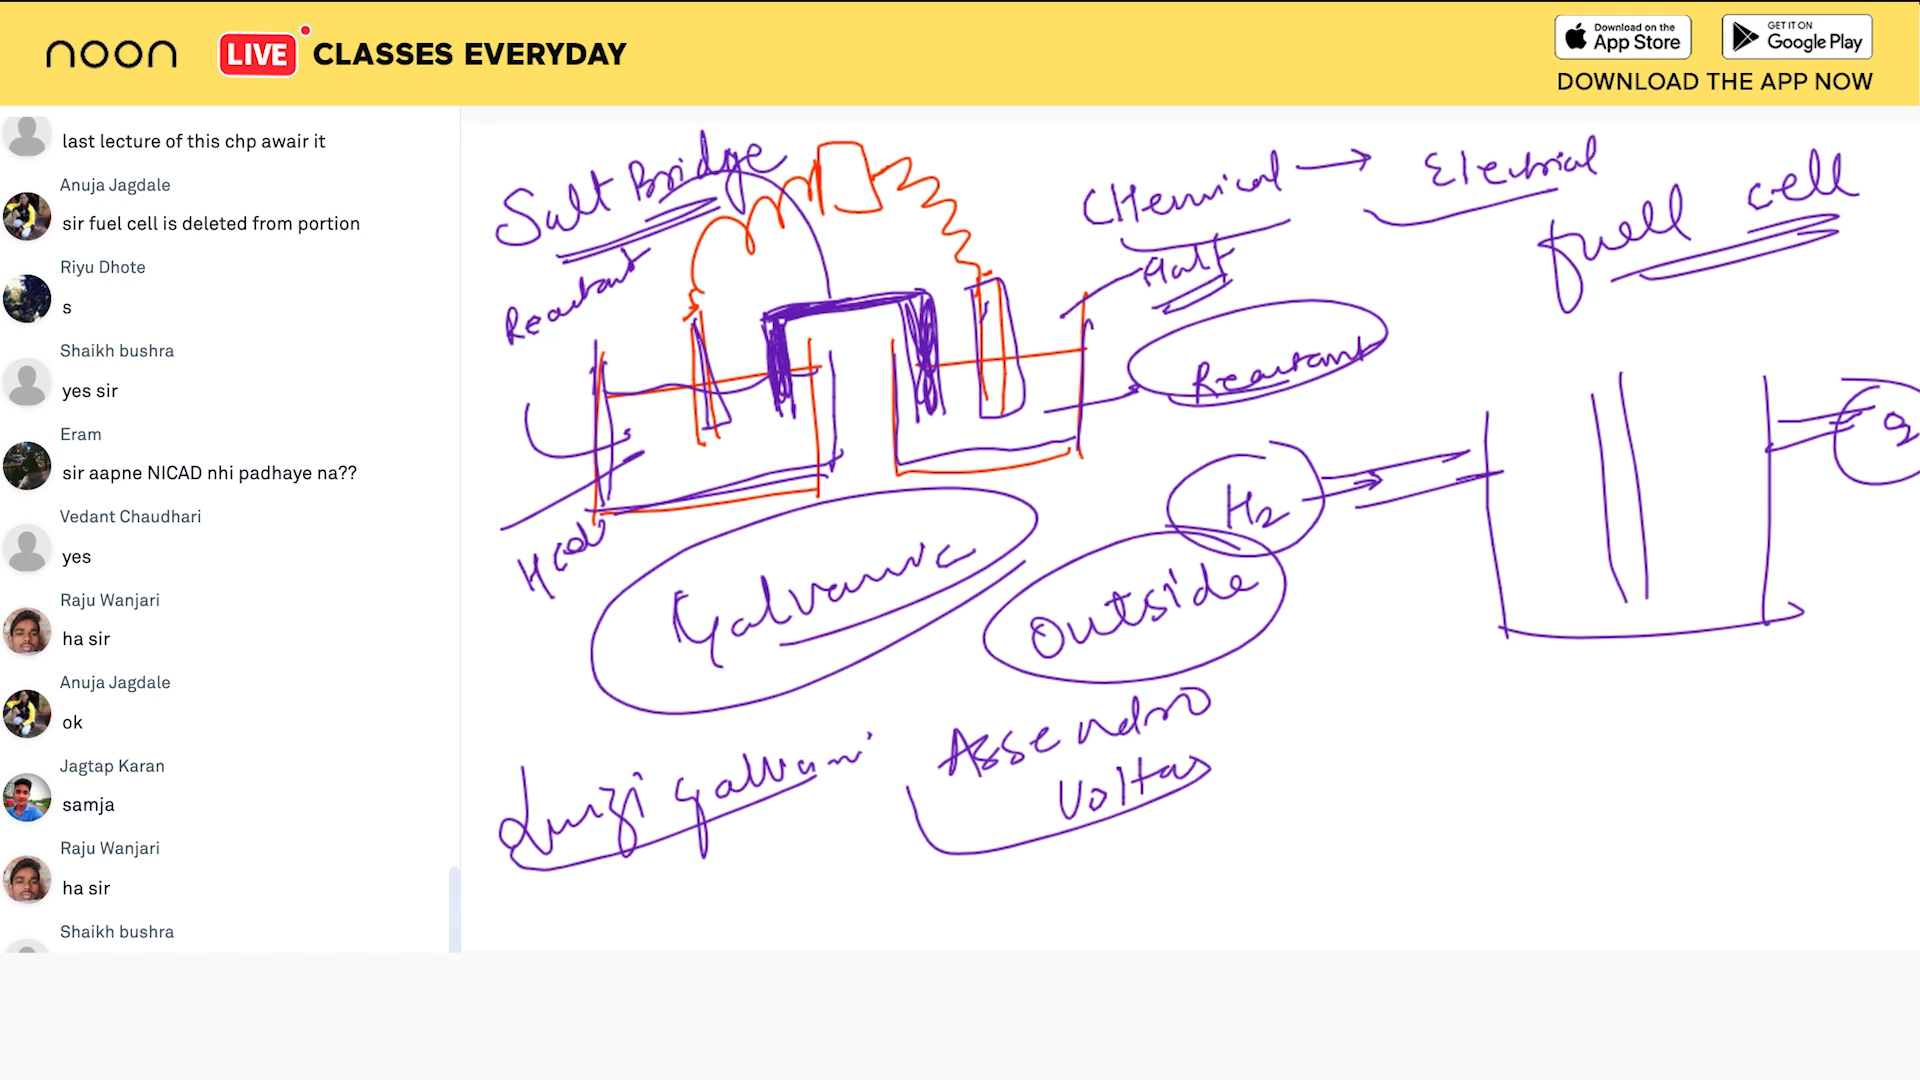 noon LIVE CLASSES EVERYDAY
Download on the App Store
GET IT ON Google Play
DOWNLOAD THE APP NOW
last lecture of this chp awair it
Anuja Jagdale
sir fuel cell is deleted from portion
Riyu Dhote
s
Shaikh bushra
yes sir
Eram
sir aapne NICAD nhi padhaye na??
Vedant Chaudhari
yes
Raju Wanjari
ha sir
Anuja Jagdale
ok
Jagtap Karan
samja
Raju Wanjari
ha sir
Shaikh bushra
Salt Bridge
Chemical → Electrial
fuell cell
Reactant
Half
Reactant
H2
Galvanic
Outside
Luizi galvani
Assendro
Voltas